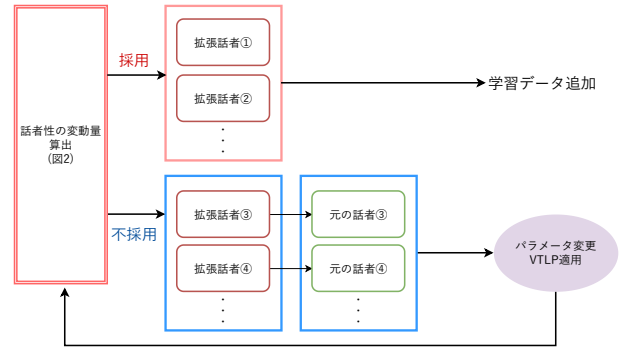 話者性の変動量
算出
(図2)
採用
拡張話者①
拡張話者②
学習データ追加
不採用
拡張話者③
元の話者③
拡張話者④
元の話者④
パラメータ変更
VTLP適用